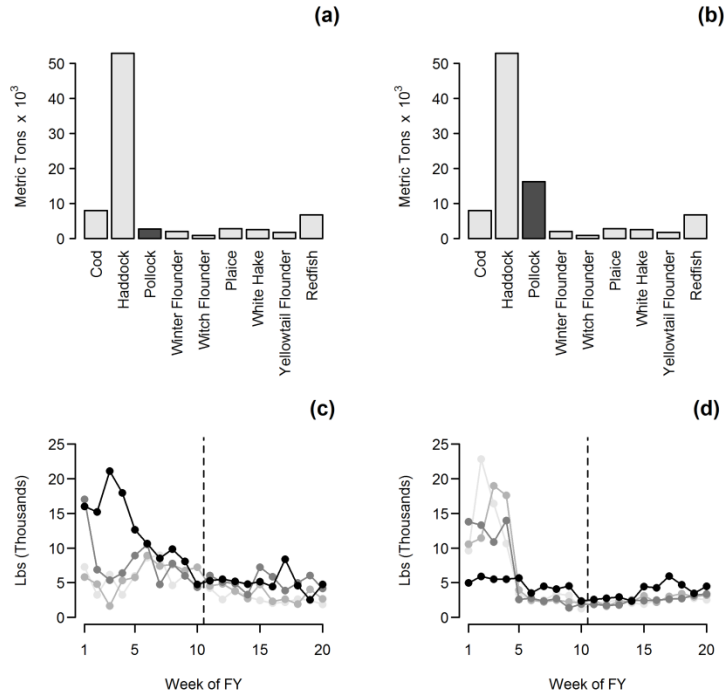 (a)
Metric Tons x 10³
50
40
30
20
10
0
Cod
Haddock
Pollock
Winter Flounder
Witch Flounder
Plaice
White Hake
Yellowtail Flounder
Redfish
(b)
Metric Tons x 10³
50
40
30
20
10
0
Cod
Haddock
Pollock
Winter Flounder
Witch Flounder
Plaice
White Hake
Yellowtail Flounder
Redfish
(c)
Lbs (Thousands)
25
20
15
10
5
0
1 5 10 15 20
Week of FY
(d)
Lbs (Thousands)
25
20
15
10
5
0
1 5 10 15 20
Week of FY